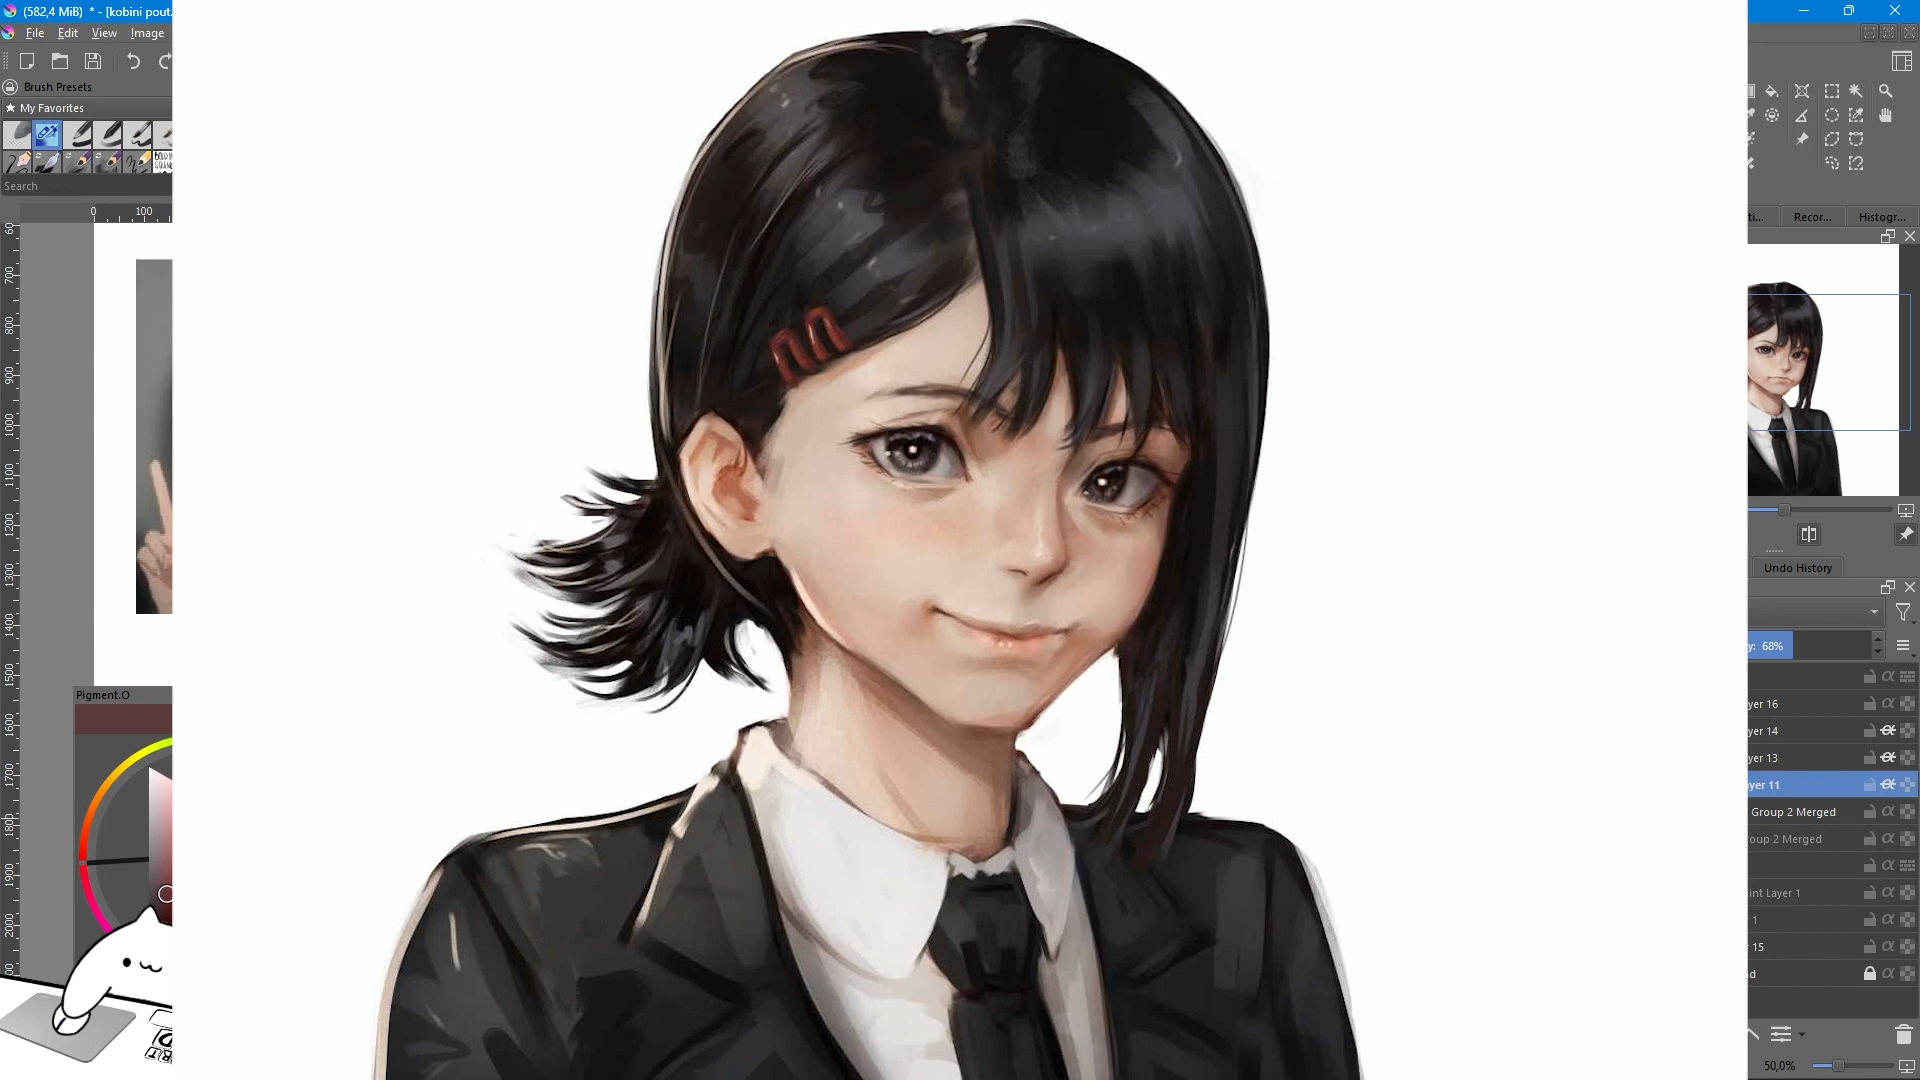 (582,4 MiB) * - [kobini pout.
File Edit View Image
Brush Presets
My Favorites
Search
0 100
60
700
800
900
1000
1100
1200
1300
1400
1500
1600
1700
1800
1900
2000
Pigment.O
Recor... Histogr...
Undo History
y: 68%
yer 16
yer 14
yer 13
yer 11
Group 2 Merged
roup 2 Merged
int Layer 1
r 1
r 15
d
50,0%